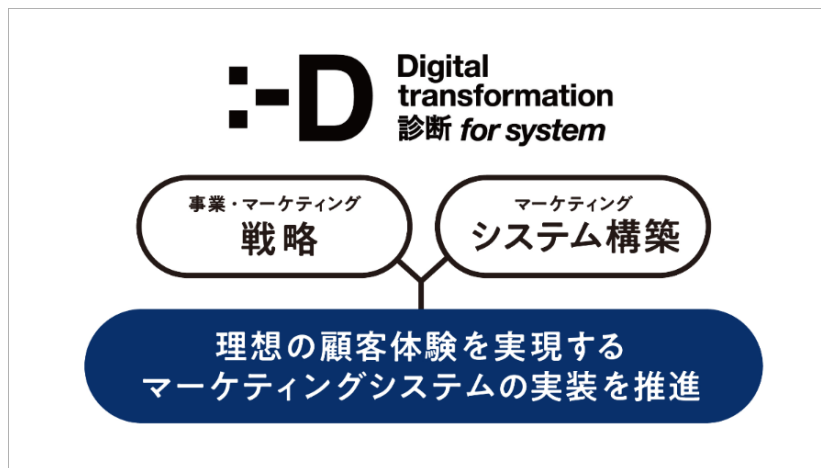 :-D
Digital
transformation
診断 for system
事業・マーケティング
戦略
マーケティング
システム構築
理想の顧客体験を実現する
マーケティングシステムの実装を推進